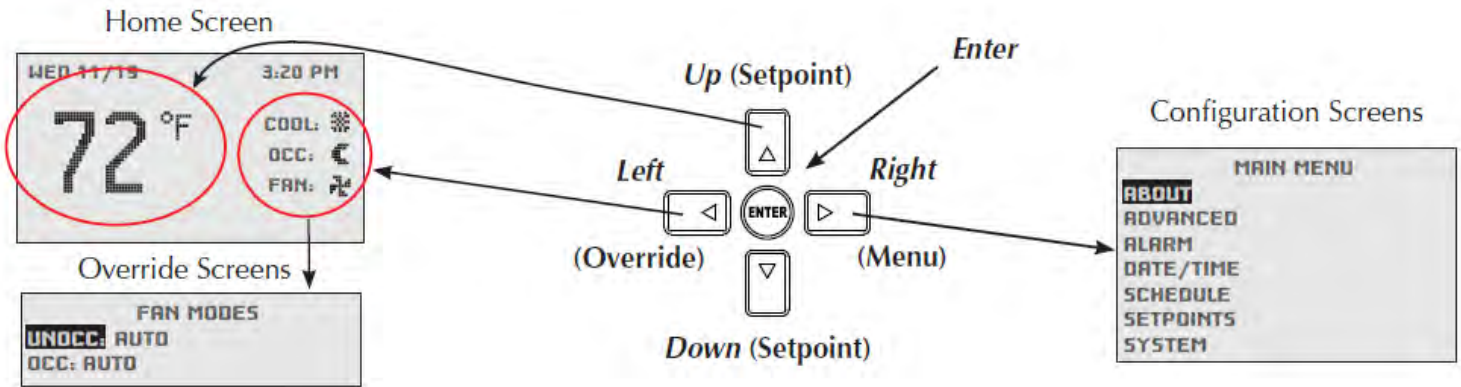 Home Screen
WED 11/19 3:20 PM
72 °F
COOL:
OCC:
FAN:
Override Screens
FAN MODES
UNOCC: AUTO
OCC: AUTO
Up (Setpoint)
Enter
Left
Right
ENTER
(Override)
(Menu)
Down (Setpoint)
Configuration Screens
MAIN MENU
ABOUT
ADVANCED
ALARM
DATE/TIME
SCHEDULE
SETPOINTS
SYSTEM